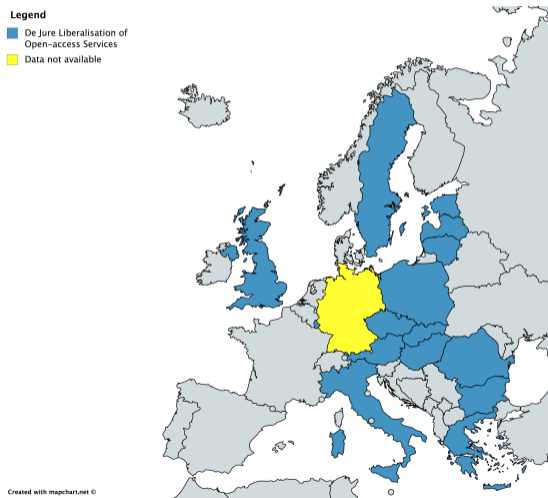 Legend
De Jure Liberalisation of
Open-access Services
Data not available
Created with mapchart.net ©